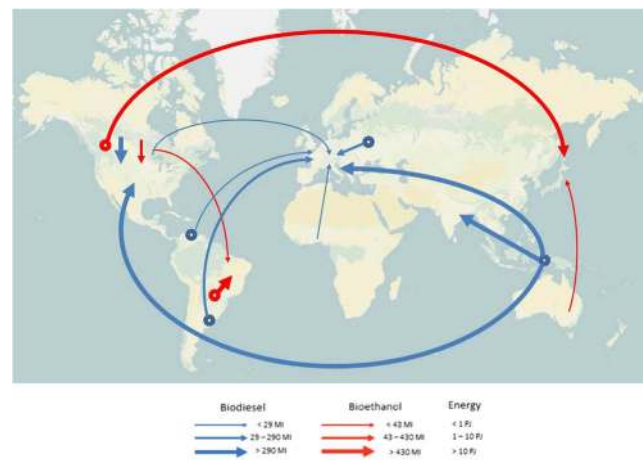 Biodiesel Bioethanol Energy
< 29 Ml < 43 Ml < 1 PJ
29 – 290 Ml 43 – 430 Ml 1 – 10 PJ
> 290 Ml > 430 Ml > 10 PJ